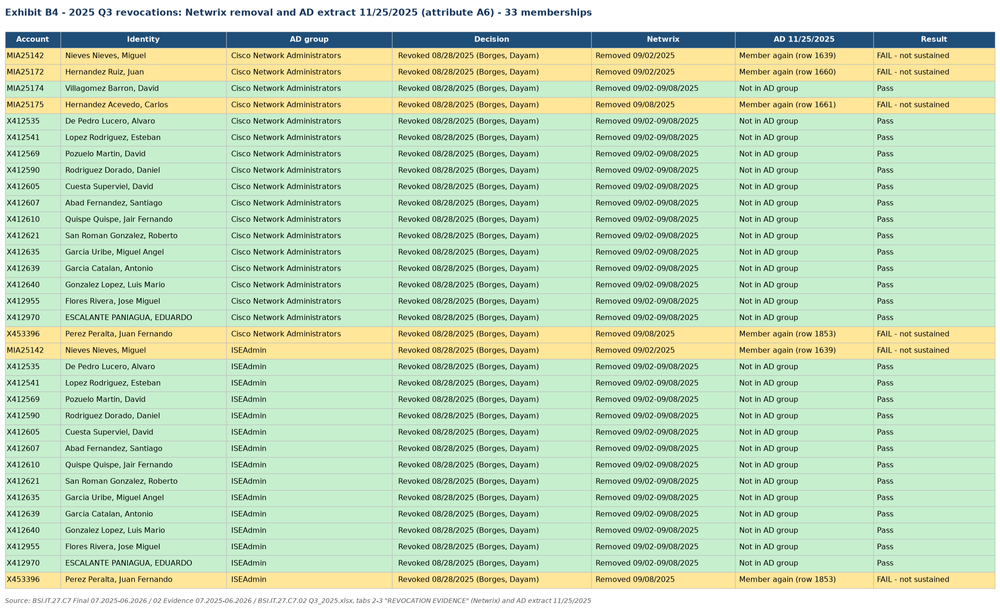 Exhibit B4 - 2025 Q3 revocations: Netwrix removal and AD extract 11/25/2025 (attribute A6) - 33 memberships
Account Identity AD group Decision Netwrix AD 11/25/2025 Result
MIA25142 Nieves Nieves, Miguel Cisco Network Administrators Revoked 08/28/2025 (Borges, Dayam) Removed 09/02/2025 Member again (row 1639) FAIL - not sustained
MIA25172 Hernandez Ruiz, Juan Cisco Network Administrators Revoked 08/28/2025 (Borges, Dayam) Removed 09/02/2025 Member again (row 1660) FAIL - not sustained
MIA25174 Villagomez Barron, David Cisco Network Administrators Revoked 08/28/2025 (Borges, Dayam) Removed 09/02-09/08/2025 Not in AD group Pass
MIA25175 Hernandez Acevedo, Carlos Cisco Network Administrators Revoked 08/28/2025 (Borges, Dayam) Removed 09/08/2025 Member again (row 1661) FAIL - not sustained
X412535 De Pedro Lucero, Alvaro Cisco Network Administrators Revoked 08/28/2025 (Borges, Dayam) Removed 09/02-09/08/2025 Not in AD group Pass
X412541 Lopez Rodriguez, Esteban Cisco Network Administrators Revoked 08/28/2025 (Borges, Dayam) Removed 09/02-09/08/2025 Not in AD group Pass
X412569 Pozuelo Martin, David Cisco Network Administrators Revoked 08/28/2025 (Borges, Dayam) Removed 09/02-09/08/2025 Not in AD group Pass
X412590 Rodriguez Dorado, Daniel Cisco Network Administrators Revoked 08/28/2025 (Borges, Dayam) Removed 09/02-09/08/2025 Not in AD group Pass
X412605 Cuesta Superviel, David Cisco Network Administrators Revoked 08/28/2025 (Borges, Dayam) Removed 09/02-09/08/2025 Not in AD group Pass
X412607 Abad Fernandez, Santiago Cisco Network Administrators Revoked 08/28/2025 (Borges, Dayam) Removed 09/02-09/08/2025 Not in AD group Pass
X412610 Quispe Quispe, Jair Fernando Cisco Network Administrators Revoked 08/28/2025 (Borges, Dayam) Removed 09/02-09/08/2025 Not in AD group Pass
X412621 San Roman Gonzalez, Roberto Cisco Network Administrators Revoked 08/28/2025 (Borges, Dayam) Removed 09/02-09/08/2025 Not in AD group Pass
X412635 Garcia Uribe, Miguel Angel Cisco Network Administrators Revoked 08/28/2025 (Borges, Dayam) Removed 09/02-09/08/2025 Not in AD group Pass
X412639 Garcia Catalan, Antonio Cisco Network Administrators Revoked 08/28/2025 (Borges, Dayam) Removed 09/02-09/08/2025 Not in AD group Pass
X412640 Gonzalez Lopez, Luis Mario Cisco Network Administrators Revoked 08/28/2025 (Borges, Dayam) Removed 09/02-09/08/2025 Not in AD group Pass
X412955 Flores Rivera, Jose Miguel Cisco Network Administrators Revoked 08/28/2025 (Borges, Dayam) Removed 09/02-09/08/2025 Not in AD group Pass
X412970 ESCALANTE PANIAGUA, EDUARDO Cisco Network Administrators Revoked 08/28/2025 (Borges, Dayam) Removed 09/02-09/08/2025 Not in AD group Pass
X453396 Perez Peralta, Juan Fernando Cisco Network Administrators Revoked 08/28/2025 (Borges, Dayam) Removed 09/08/2025 Member again (row 1853) FAIL - not sustained
MIA25142 Nieves Nieves, Miguel ISEAdmin Revoked 08/28/2025 (Borges, Dayam) Removed 09/02/2025 Member again (row 1639) FAIL - not sustained
X412535 De Pedro Lucero, Alvaro ISEAdmin Revoked 08/28/2025 (Borges, Dayam) Removed 09/02-09/08/2025 Not in AD group Pass
X412541 Lopez Rodriguez, Esteban ISEAdmin Revoked 08/28/2025 (Borges, Dayam) Removed 09/02-09/08/2025 Not in AD group Pass
X412569 Pozuelo Martin, David ISEAdmin Revoked 08/28/2025 (Borges, Dayam) Removed 09/02-09/08/2025 Not in AD group Pass
X412590 Rodriguez Dorado, Daniel ISEAdmin Revoked 08/28/2025 (Borges, Dayam) Removed 09/02-09/08/2025 Not in AD group Pass
X412605 Cuesta Superviel, David ISEAdmin Revoked 08/28/2025 (Borges, Dayam) Removed 09/02-09/08/2025 Not in AD group Pass
X412607 Abad Fernandez, Santiago ISEAdmin Revoked 08/28/2025 (Borges, Dayam) Removed 09/02-09/08/2025 Not in AD group Pass
X412610 Quispe Quispe, Jair Fernando ISEAdmin Revoked 08/28/2025 (Borges, Dayam) Removed 09/02-09/08/2025 Not in AD group Pass
X412621 San Roman Gonzalez, Roberto ISEAdmin Revoked 08/28/2025 (Borges, Dayam) Removed 09/02-09/08/2025 Not in AD group Pass
X412635 Garcia Uribe, Miguel Angel ISEAdmin Revoked 08/28/2025 (Borges, Dayam) Removed 09/02-09/08/2025 Not in AD group Pass
X412639 Garcia Catalan, Antonio ISEAdmin Revoked 08/28/2025 (Borges, Dayam) Removed 09/02-09/08/2025 Not in AD group Pass
X412640 Gonzalez Lopez, Luis Mario ISEAdmin Revoked 08/28/2025 (Borges, Dayam) Removed 09/02-09/08/2025 Not in AD group Pass
X412955 Flores Rivera, Jose Miguel ISEAdmin Revoked 08/28/2025 (Borges, Dayam) Removed 09/02-09/08/2025 Not in AD group Pass
X412970 ESCALANTE PANIAGUA, EDUARDO ISEAdmin Revoked 08/28/2025 (Borges, Dayam) Removed 09/02-09/08/2025 Not in AD group Pass
X453396 Perez Peralta, Juan Fernando ISEAdmin Revoked 08/28/2025 (Borges, Dayam) Removed 09/08/2025 Member again (row 1853) FAIL - not sustained
Source: BSI.IT.27.C7 Final 07.2025-06.2026 / 02 Evidence 07.2025-06.2026 / BSI.IT.27.C7.02 Q3_2025.xlsx, tabs 2-3 "REVOCATION EVIDENCE" (Netwrix) and AD extract 11/25/2025